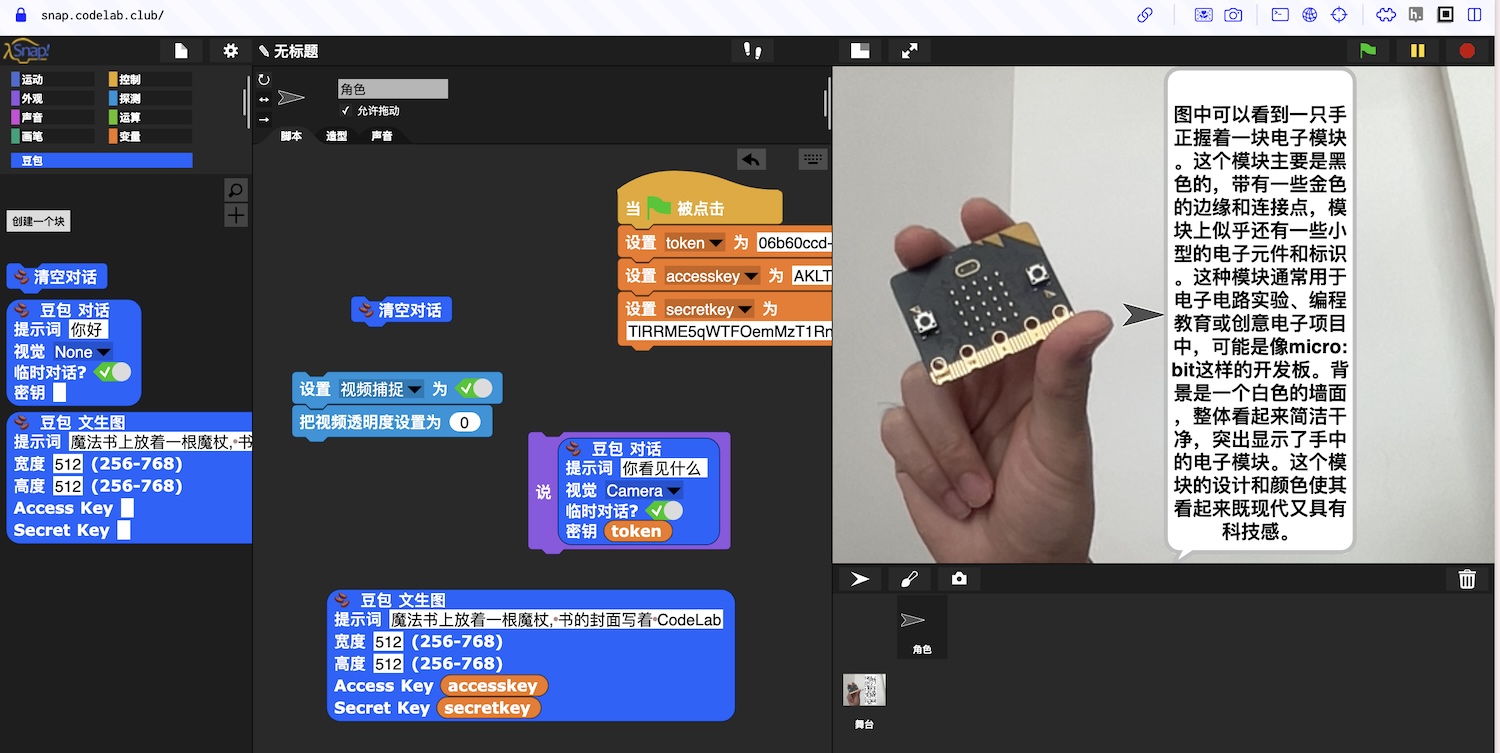 snap.codelab.club/
h.
λSnap!
无标题
运动
控制
外观
探测
声音
运算
画笔
变量
豆包
创建一个块
清空对话
豆包 对话
提示词 你好
视觉 None
临时对话?
密钥
豆包 文生图
提示词 魔法书上放着一根魔杖,·书
宽度 512 (256-768)
高度 512 (256-768)
Access Key
Secret Key
角色
允许拖动
脚本 造型 声音
当 被点击
设置 token 为 06b60ccd-
设置 accesskey 为 AKLT
设置 secretkey 为
清空对话
设置 视频捕捉 为
把视频透明度设置为 0
说
豆包 对话
提示词 你看见什么
视觉 Camera
临时对话?
密钥 token
豆包 文生图
提示词 魔法书上放着一根魔杖,·书的封面写着·CodeLab
宽度 512 (256-768)
高度 512 (256-768)
Access Key accesskey
Secret Key secretkey
图中可以看到一只手
正握着一块电子模块
。这个模块主要是黑
色的，带有一些金色
的边缘和连接点，模
块上似乎还有一些小
型的电子元件和标识
。这种模块通常用于
电子电路实验、编程
教育或创意电子项目
中，可能是像micro:
bit这样的开发板。背
景是一个白色的墙面
，整体看起来简洁干
净，突出显示了手中
的电子模块。这个模
块的设计和颜色使其
看起来既现代又具有
科技感。
角色
舞台